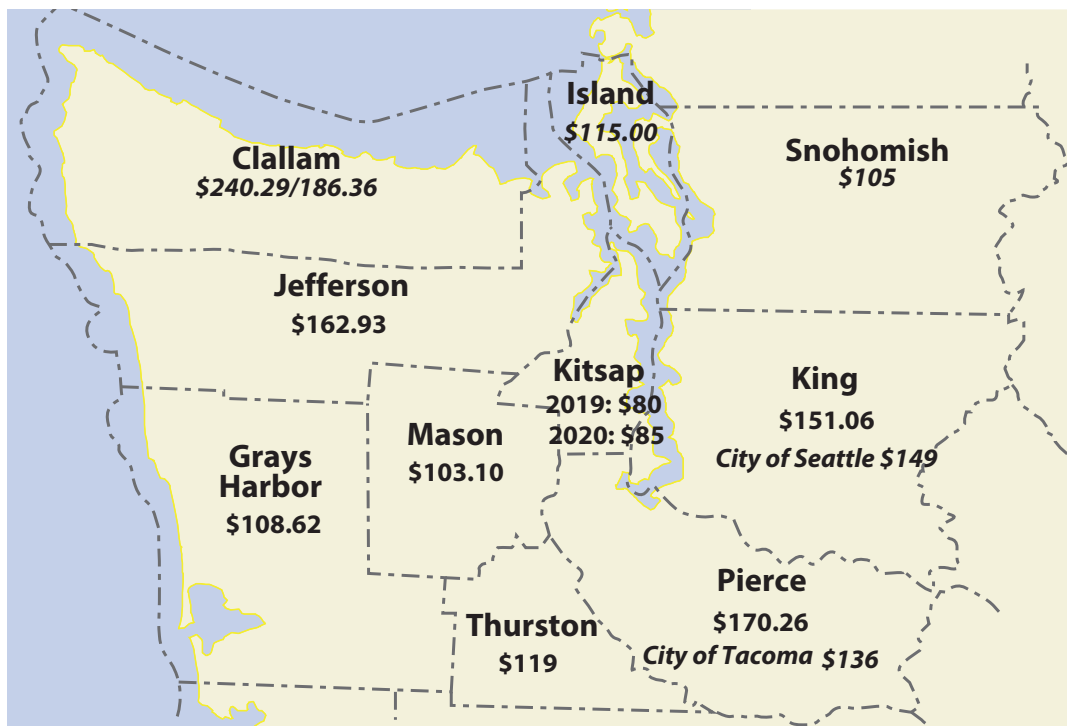 Island
$115.00
Clallam
$240.29/186.36
Snohomish
$105
Jefferson
$162.93
Kitsap
2019: $80
2020: $85
King
$151.06
City of Seattle $149
Mason
$103.10
Grays
Harbor
$108.62
Pierce
$170.26
City of Tacoma $136
Thurston
$119